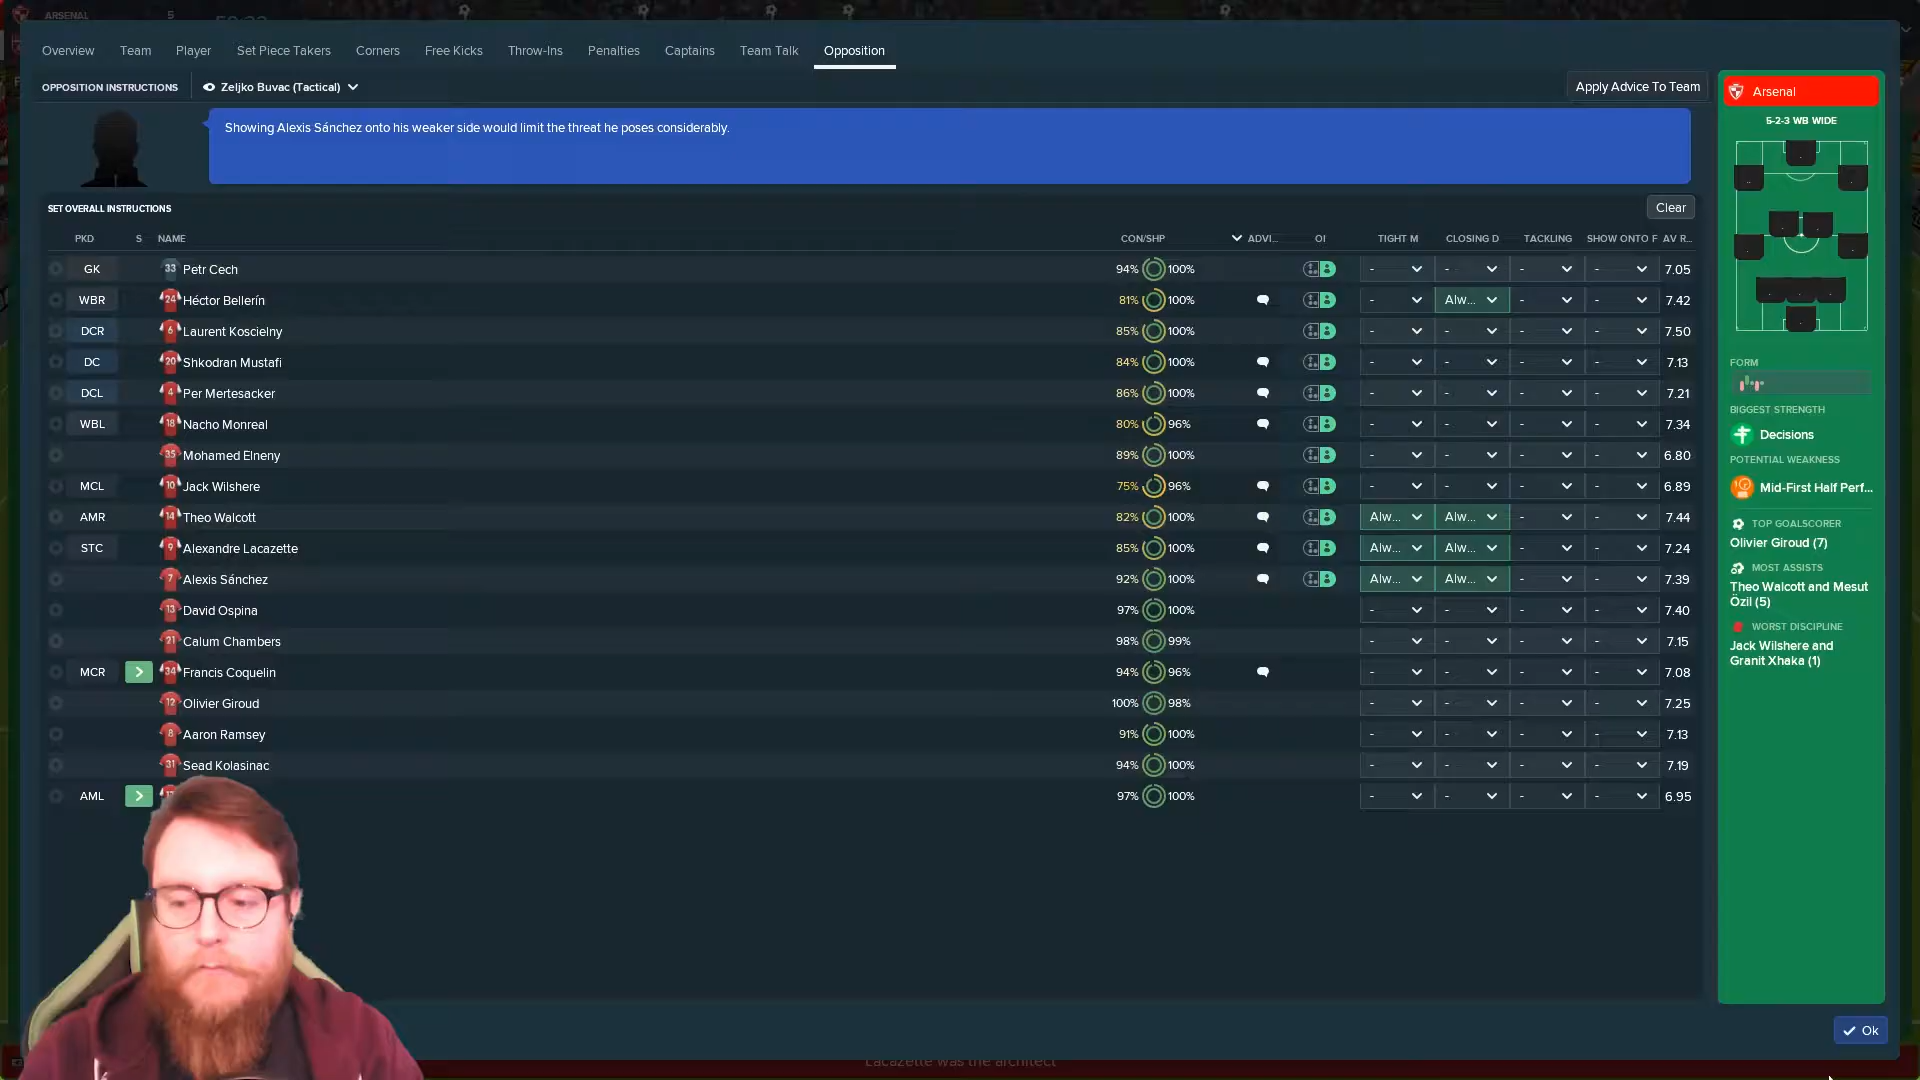 ARSENAL 5
Overview Team Player Set Piece Takers Corners Free Kicks Throw-Ins Penalties Captains Team Talk Opposition
OPPOSITION INSTRUCTIONS Zeljko Buvac (Tactical) Apply Advice To Team
Showing Alexis Sánchez onto his weaker side would limit the threat he poses considerably.
SET OVERALL INSTRUCTIONS Clear
PKD S NAME CON/SHP ADVI... OI TIGHT M CLOSING D TACKLING SHOW ONTO F AV R...
GK 33 Petr Cech 94% 100% - - - - 7.05
WBR 24 Héctor Bellerín 81% 100% - Alw... - - 7.42
DCR 6 Laurent Koscielny 85% 100% - - - - 7.50
DC 20 Shkodran Mustafi 84% 100% - - - - 7.13
DCL 4 Per Mertesacker 86% 100% - - - - 7.21
WBL 18 Nacho Monreal 80% 96% - - - - 7.34
35 Mohamed Elneny 89% 100% - - - - 6.80
MCL 10 Jack Wilshere 75% 96% - - - - 6.89
AMR 14 Theo Walcott 82% 100% Alw... Alw... - - 7.44
STC 9 Alexandre Lacazette 85% 100% Alw... Alw... - - 7.24
7 Alexis Sánchez 92% 100% Alw... Alw... - - 7.39
13 David Ospina 97% 100% - - - - 7.40
21 Calum Chambers 98% 99% - - - - 7.15
MCR 34 Francis Coquelin 94% 96% - - - - 7.08
12 Olivier Giroud 100% 98% - - - - 7.25
8 Aaron Ramsey 91% 100% - - - - 7.13
31 Sead Kolasinac 94% 100% - - - - 7.19
AML 97% 100% - - - - 6.95
Arsenal
5-2-3 WB WIDE
FORM
BIGGEST STRENGTH
Decisions
POTENTIAL WEAKNESS
Mid-First Half Perf...
TOP GOALSCORER
Olivier Giroud (7)
MOST ASSISTS
Theo Walcott and Mesut
Özil (5)
WORST DISCIPLINE
Jack Wilshere and
Granit Xhaka (1)
Ok
Lacazette was the architect